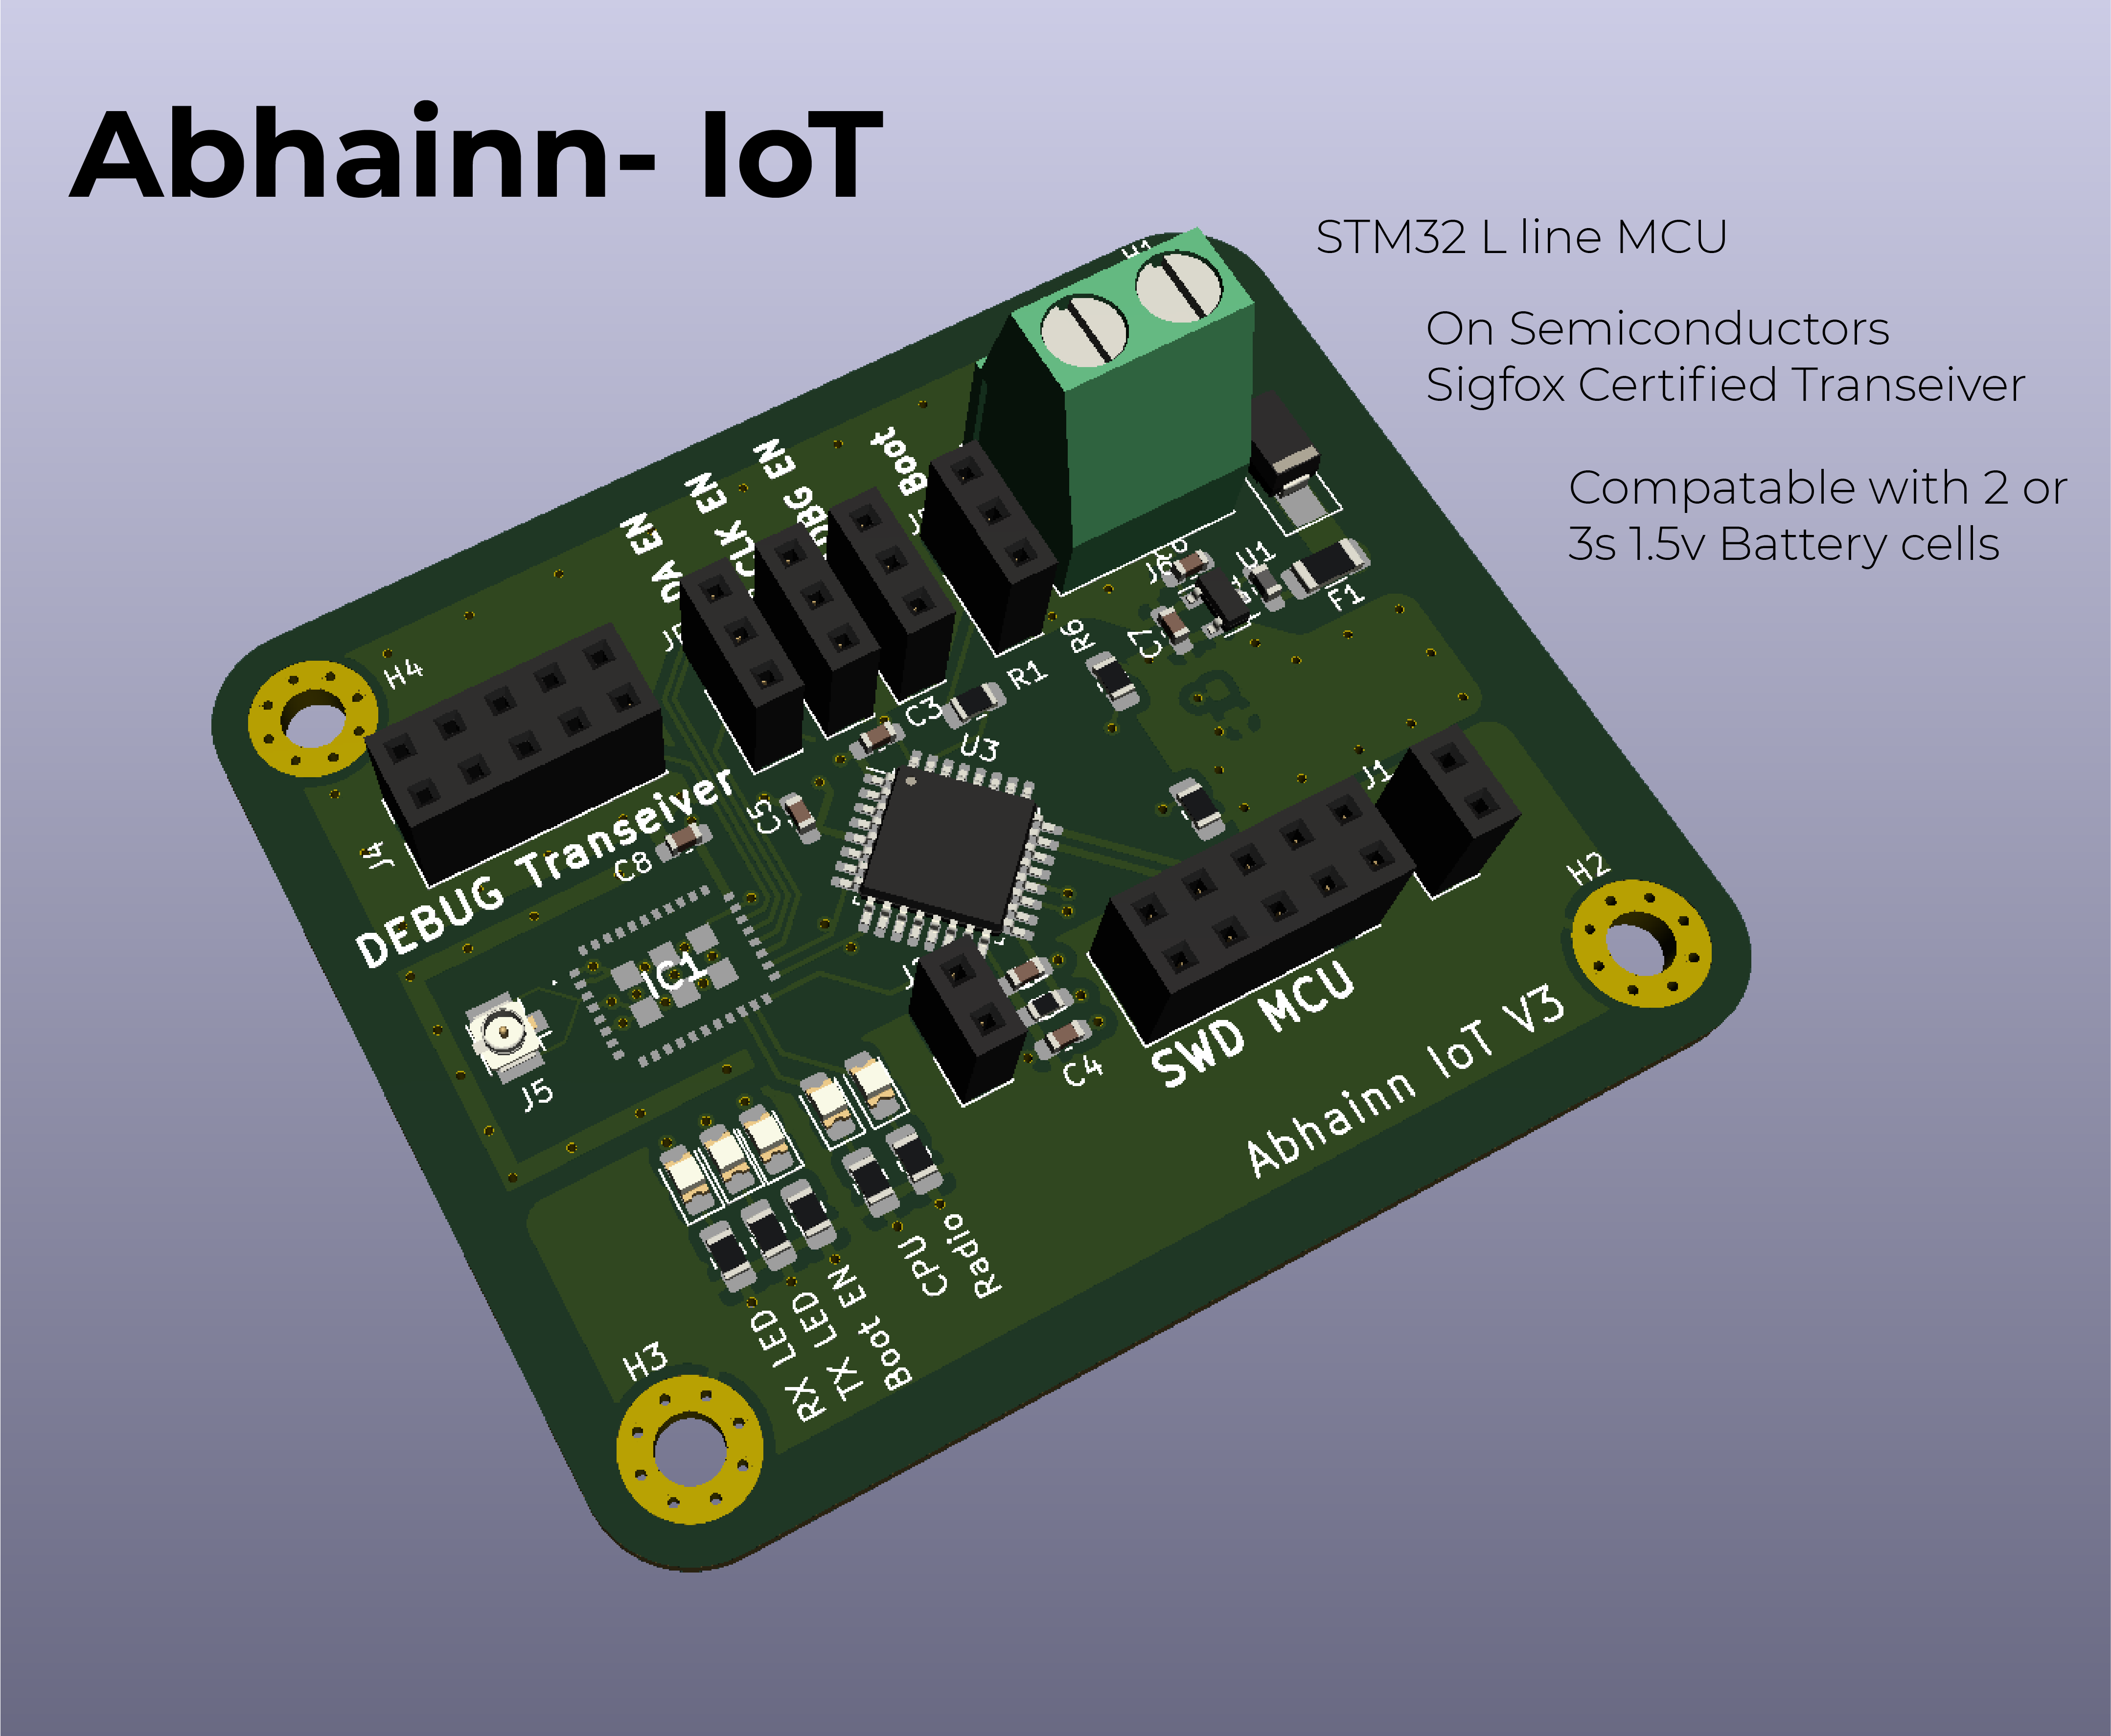 Abhainn- IoT
STM32 L line MCU
On Semiconductors
Sigfox Certified Transeiver
Compatable with 2 or
3s 1.5v Battery cells
Boot
DBG EN
CLK EN
EN
H4
U1
F1
C7
R6
R1
C3
U3
J1
H2
C5
C8
J4
DEBUG Transeiver
IC1
J5
C4
SWD MCU
Abhainn IoT V3
Radio
CPU
Boot EN
TX LED
RX LED
H3